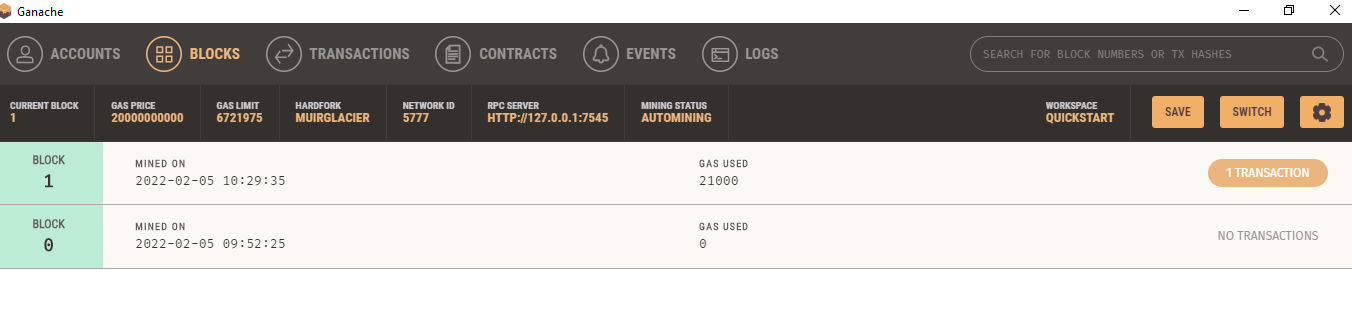 Ganache
ACCOUNTS BLOCKS TRANSACTIONS CONTRACTS EVENTS LOGS SEARCH FOR BLOCK NUMBERS OR TX HASHES
CURRENT BLOCK GAS PRICE GAS LIMIT HARDFORK NETWORK ID RPC SERVER MINING STATUS WORKSPACE
1 20000000000 6721975 MUIRGLACIER 5777 HTTP://127.0.0.1:7545 AUTOMINING QUICKSTART SAVE SWITCH
BLOCK MINED ON GAS USED
1 2022-02-05 10:29:35 21000 1 TRANSACTION
BLOCK MINED ON GAS USED
0 2022-02-05 09:52:25 0 NO TRANSACTIONS